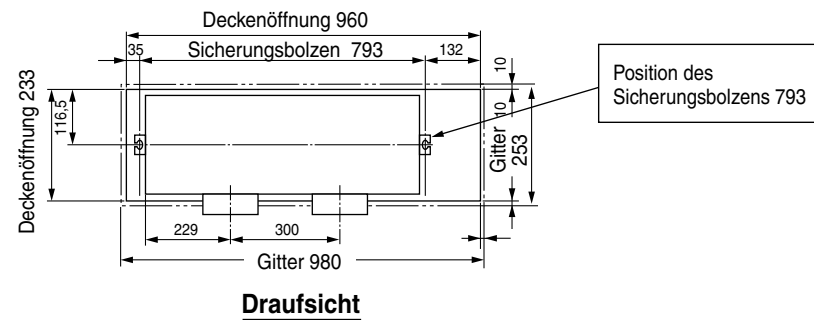 Deckenöffnung 960
35
Sicherungsbolzen 793
132
10
Position des
Sicherungsbolzens 793
Deckenöffnung 233
116,5
10
Gitter
253
229
300
Gitter 980
Draufsicht